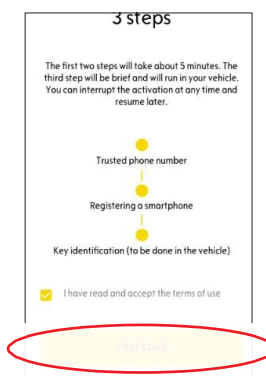 3 steps
The first two steps will take about 5 minutes. The
third step will be brief and will run in your vehicle.
You can interrupt the activation at any time and
resume later.
Trusted phone number
Registering a smartphone
Key identification (to be done in the vehicle)
I have read and accept the terms of use
FIRST STAGE